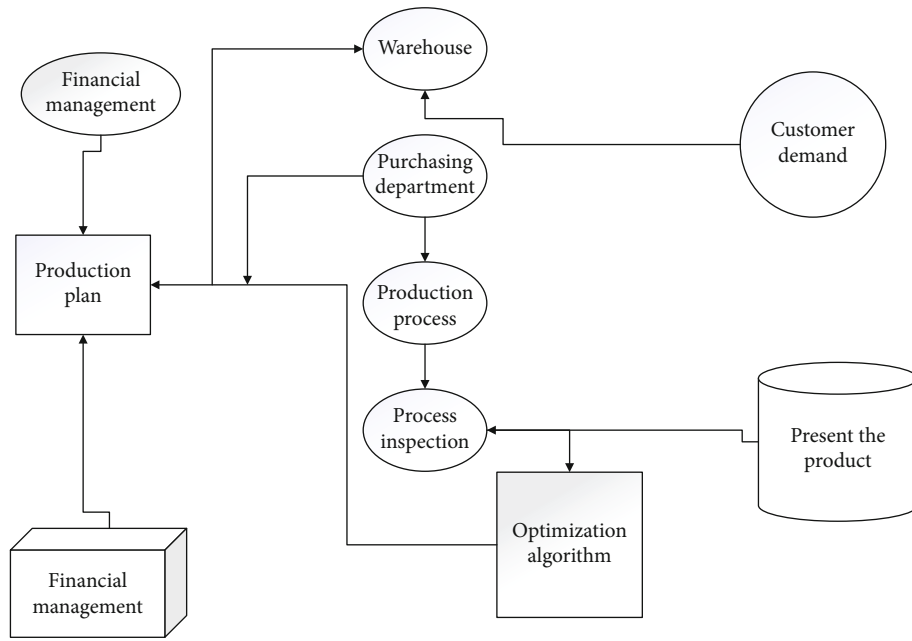 Warehouse
Financial
management
Customer
demand
Purchasing
department
Production
plan
Production
process
Process
inspection
Present the
product
Optimization
algorithm
Financial
management